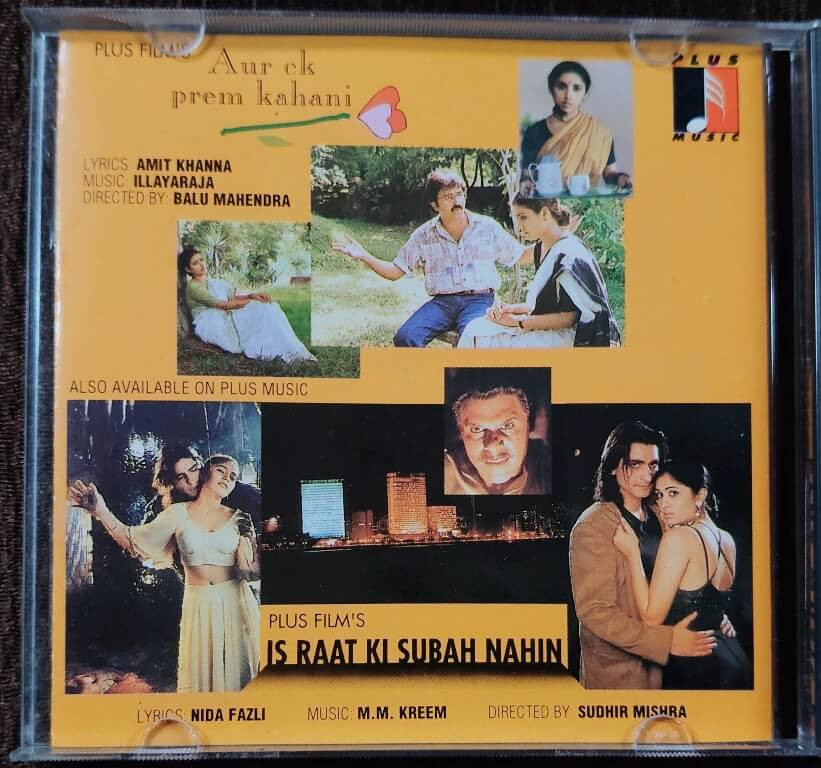 PLUS FILM'S
Aur ek
prem kahani
PLUS
MUSIC
LYRICS: AMIT KHANNA
MUSIC: ILLAYARAJA
DIRECTED BY: BALU MAHENDRA
ALSO AVAILABLE ON PLUS MUSIC
PLUS FILM'S
IS RAAT KI SUBAH NAHIN
LYRICS: NIDA FAZLI MUSIC: M.M. KREEM DIRECTED BY: SUDHIR MISHRA